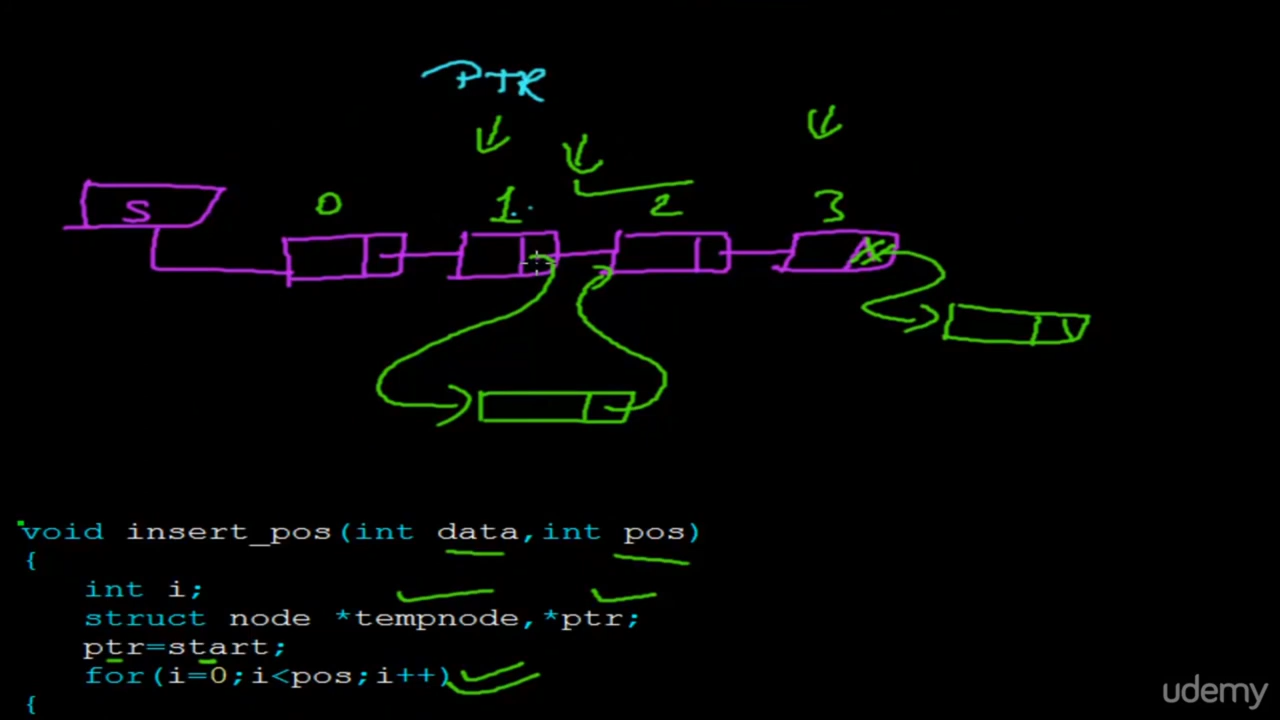 PTR
S 0 1 2 3
void insert_pos(int data,int pos)
{
int i;
struct node *tempnode,*ptr;
ptr=start;
for(i=0;i<pos;i++)
{
udemy